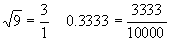 √9 = 3/1   0.3333 = 3333/10000